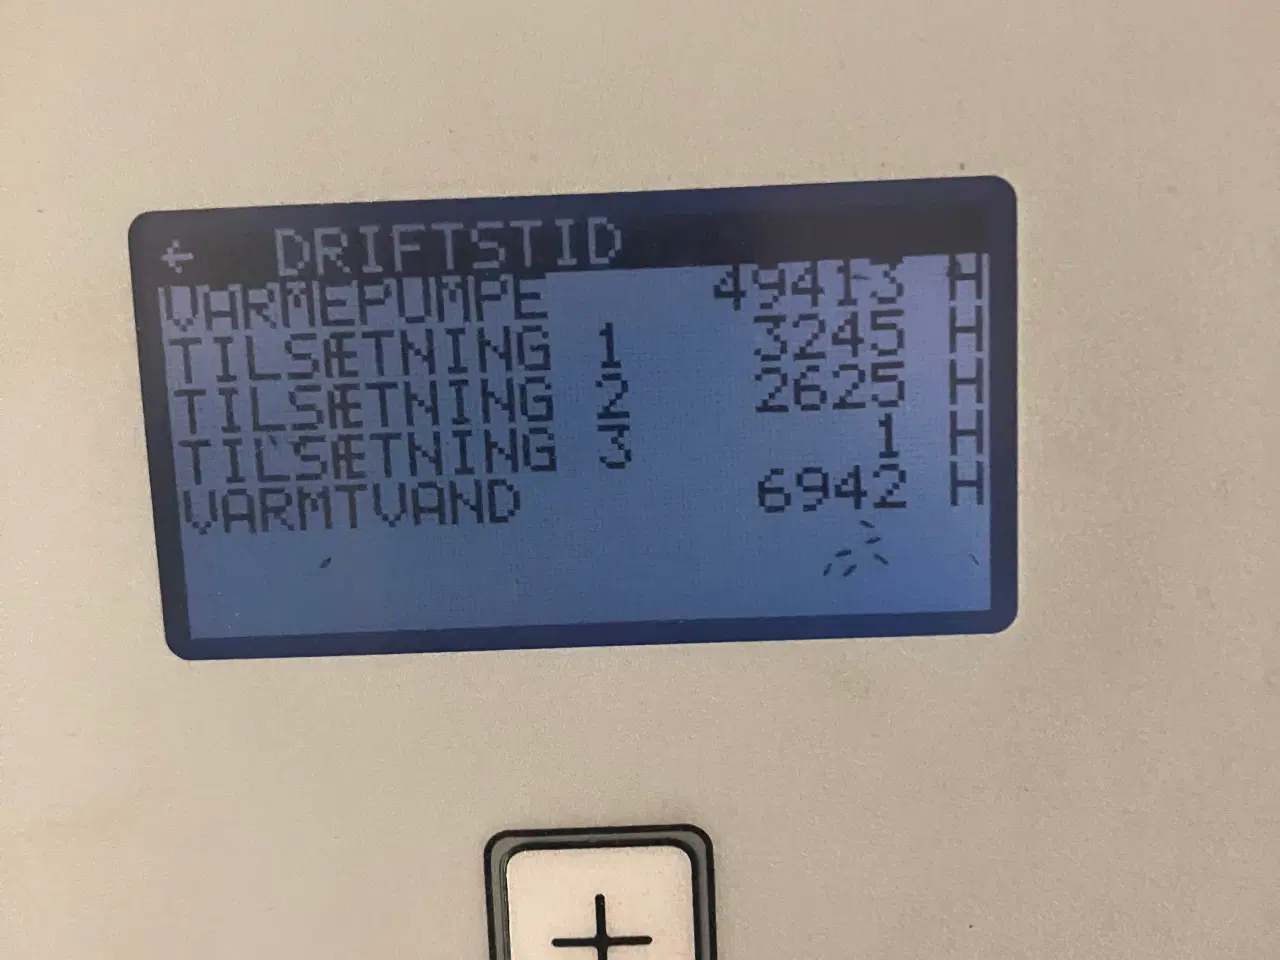 ← DRIFTSTID
VARMEPUMPE 49413 H
TILSÆTNING 1 3245 H
TILSÆTNING 2 2625 H
TILSÆTNING 3 1 H
VARMTVAND 6942 H
+